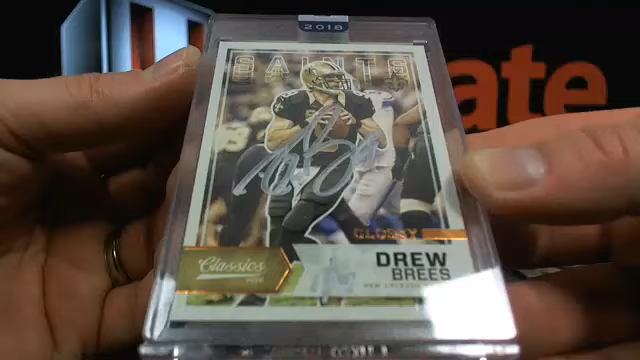 2018
SAINTS
ate
GLOSSY
Classics
DREW
BREES
NEW ORLEANS